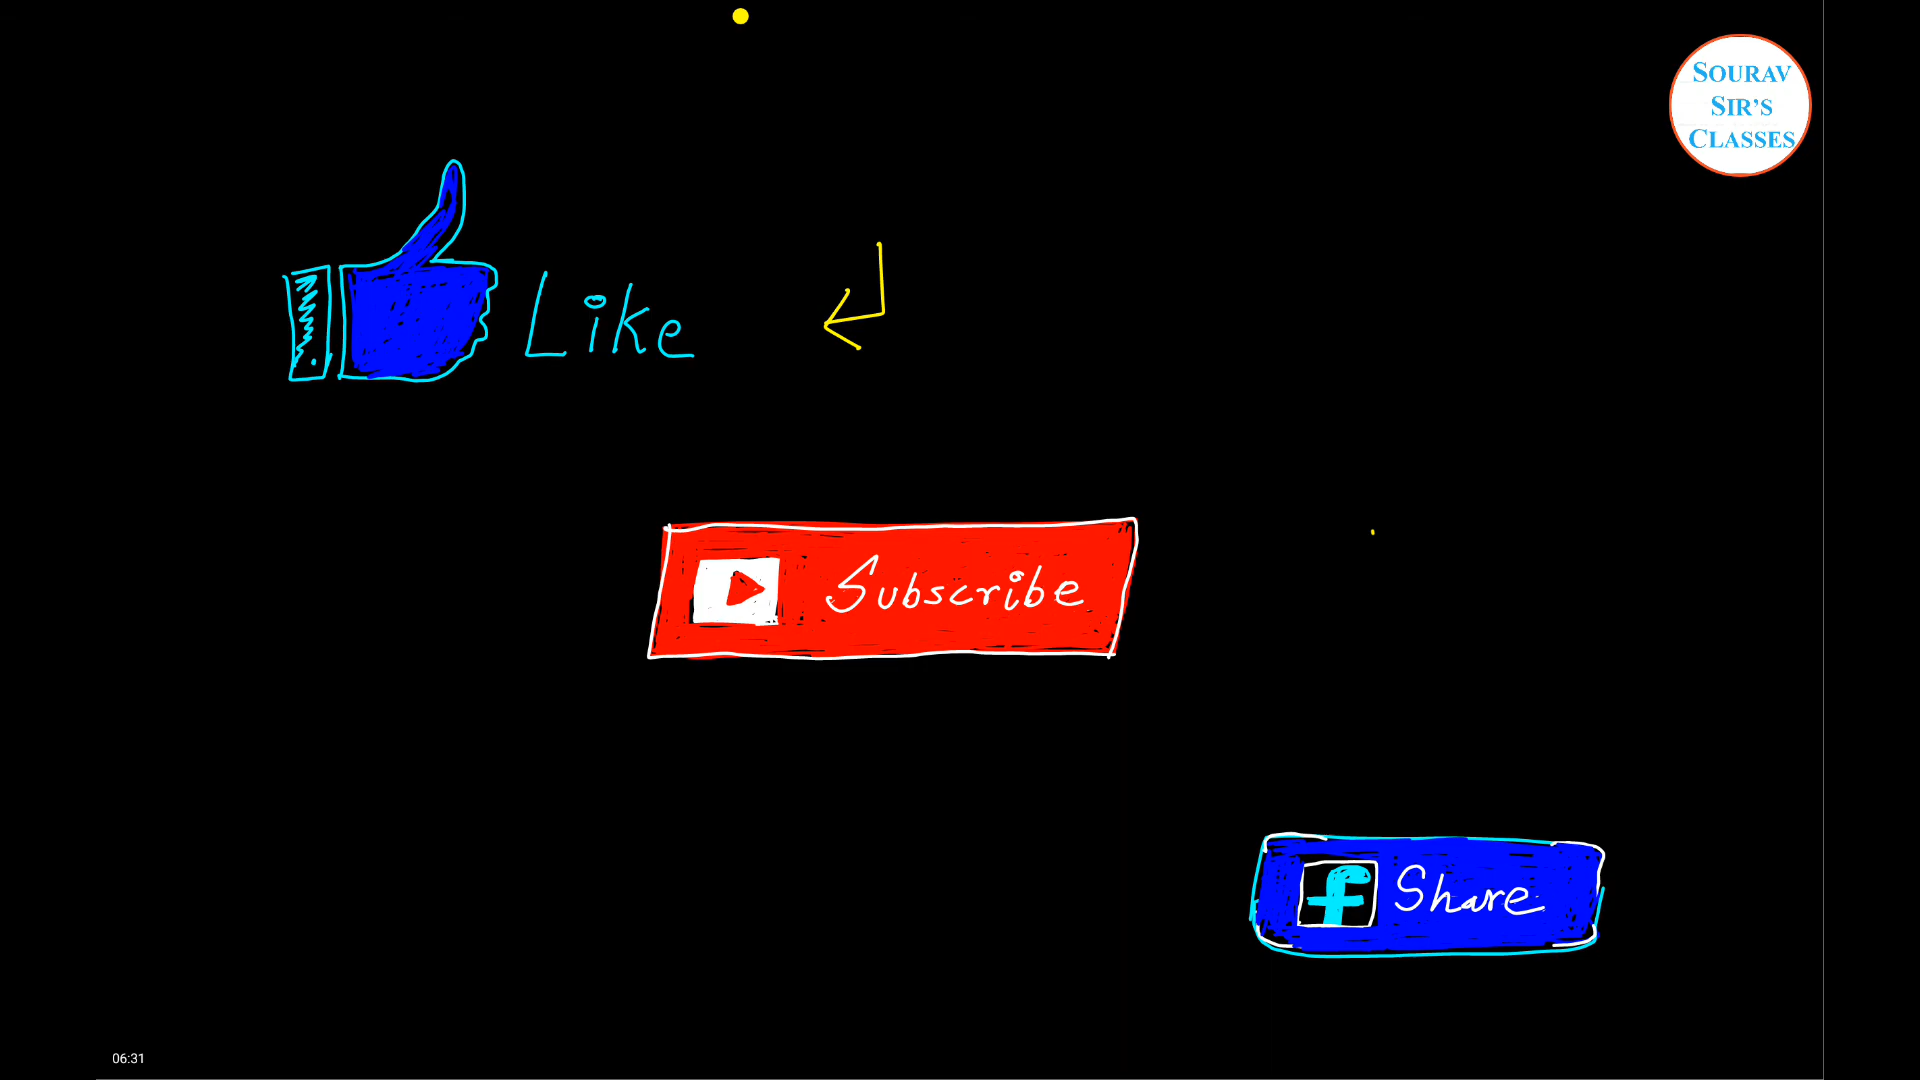 SOURAV
SIR'S
CLASSES
Like
Subscribe
f Share
06:31